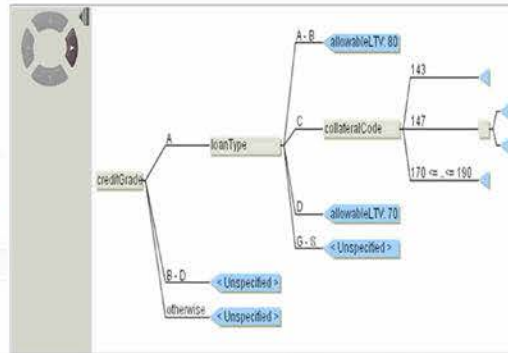 A - B
allowableLTV: 80
143
C
collateralCode
147
A
loanType
170 <= .. <= 190
creditGrade
D
allowableLTV: 70
< Unspecified >
B - D
< Unspecified >
otherwise
< Unspecified >